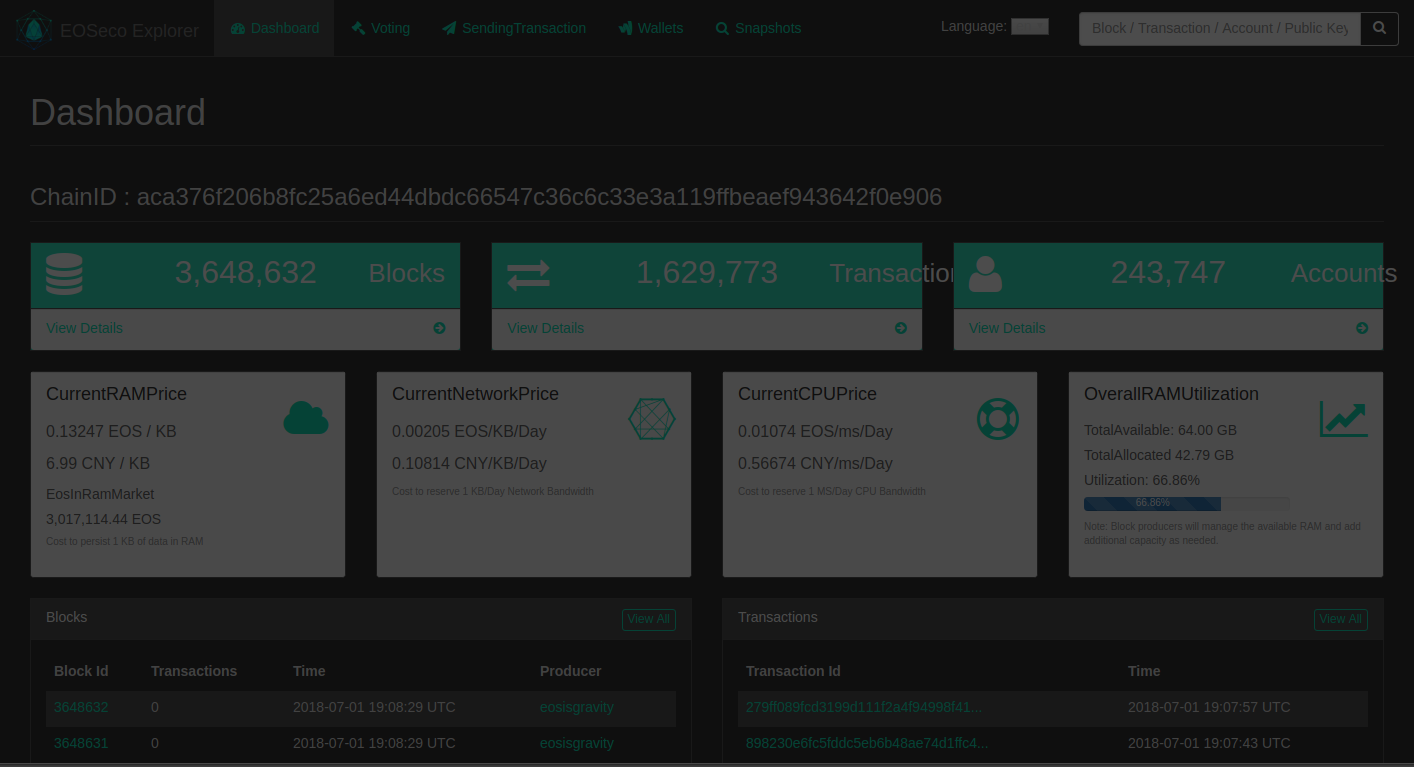 EOSeco Explorer
Dashboard
Voting
SendingTransaction
Wallets
Snapshots
Language:
Block / Transaction / Account / Public Key
Dashboard
ChainID : aca376f206b8fc25a6ed44dbdc66547c36c6c33e3a119ffbeaef943642f0e906
3,648,632 Blocks
View Details
1,629,773 Transaction
View Details
243,747 Accounts
View Details
CurrentRAMPrice
0.13247 EOS / KB
6.99 CNY / KB
EosInRamMarket
3,017,114.44 EOS
Cost to persist 1 KB of data in RAM
CurrentNetworkPrice
0.00205 EOS/KB/Day
0.10814 CNY/KB/Day
Cost to reserve 1 KB/Day Network Bandwidth
CurrentCPUPrice
0.01074 EOS/ms/Day
0.56674 CNY/ms/Day
Cost to reserve 1 MS/Day CPU Bandwidth
OverallRAMUtilization
TotalAvailable: 64.00 GB
TotalAllocated 42.79 GB
Utilization: 66.86%
66.86%
Note: Block producers will manage the available RAM and add
additional capacity as needed.
Blocks
View All
Block Id Transactions Time Producer
3648632 0 2018-07-01 19:08:29 UTC eosisgravity
3648631 0 2018-07-01 19:08:29 UTC eosisgravity
Transactions
View All
Transaction Id Time
279ff089fcd3199d111f2a4f94998f41... 2018-07-01 19:07:57 UTC
898230e6fc5fddc5eb6b48ae74d1ffc4... 2018-07-01 19:07:43 UTC